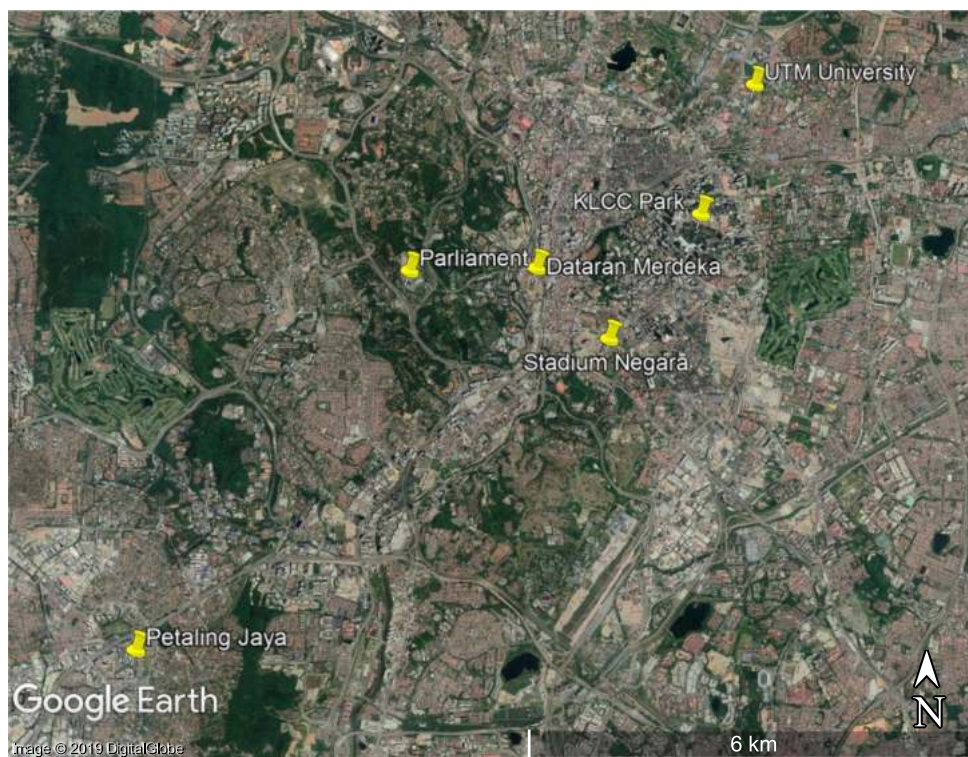 UTM University
KLCC Park
Parliament
Dataran Merdeka
Stadium Negara
Petaling Jaya
Google Earth
N
Image © 2019 DigitalGlobe
6 km